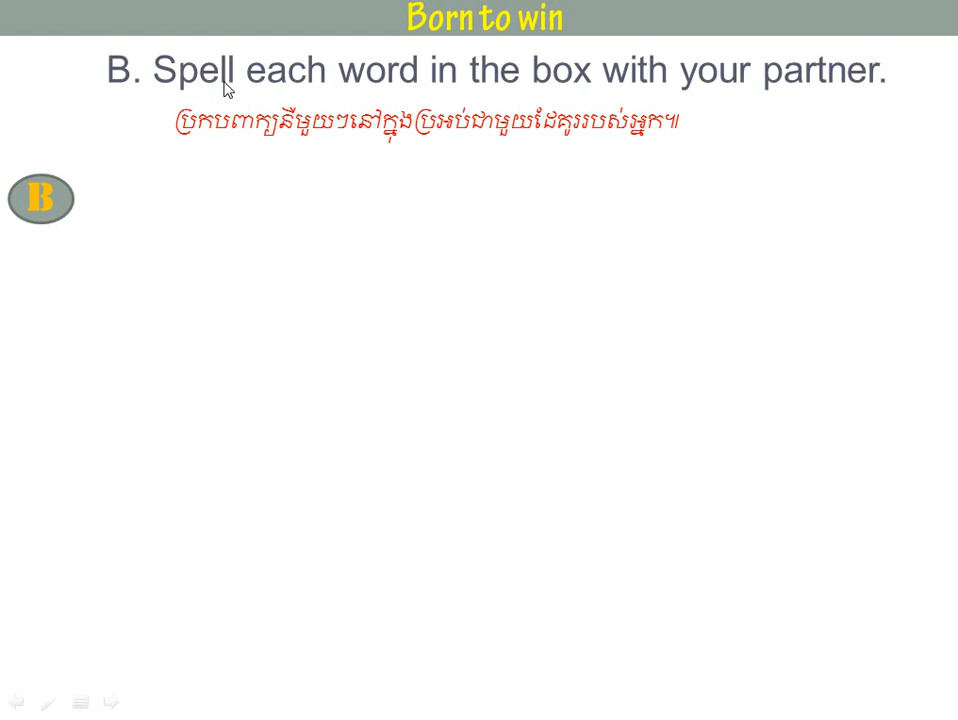 Born to win
B. Spell each word in the box with your partner.
ប្រកបពាក្យនីមួយៗនៅក្នុងប្រអប់ជាមួយដៃគូររបស់អ្នក៕
B